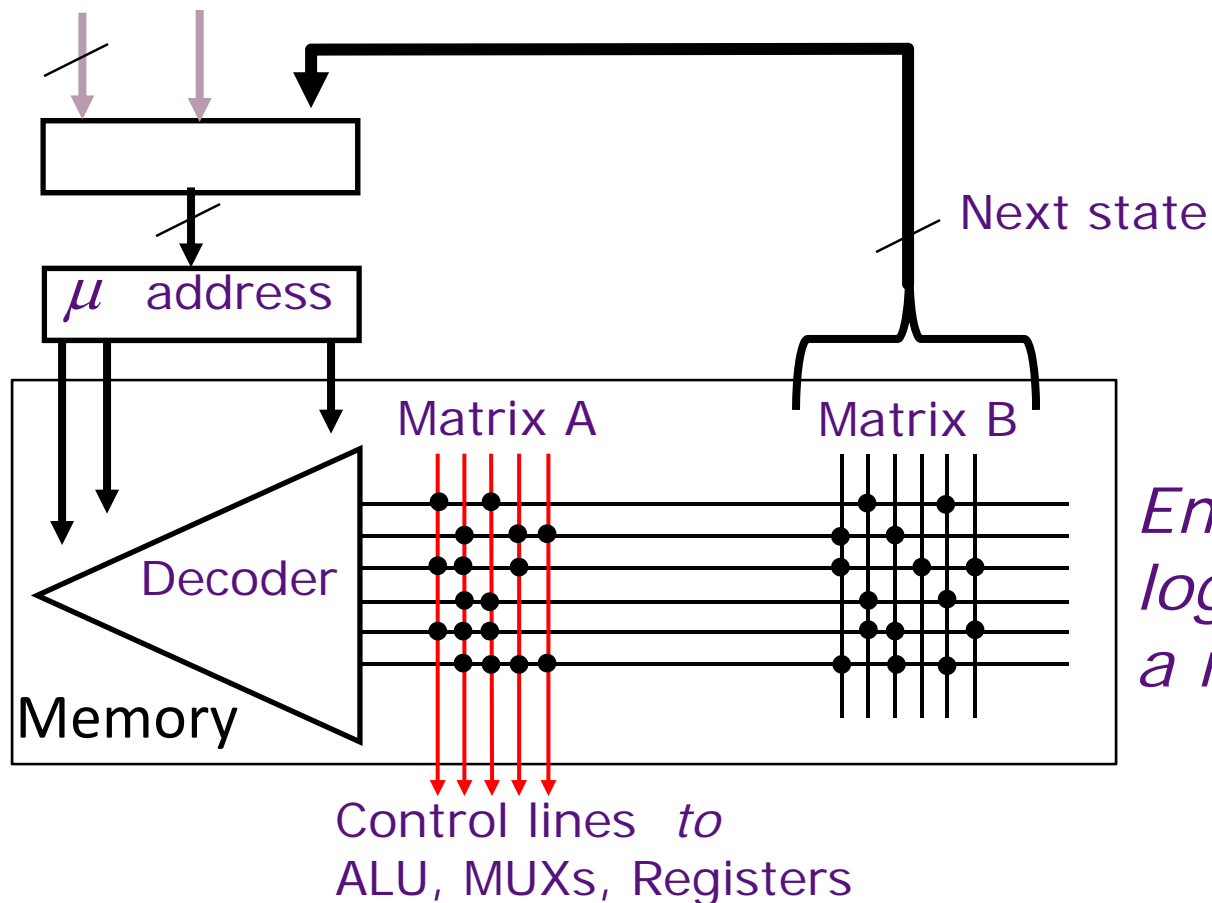 Next state
μ address
Matrix A
Matrix B
Decoder
Memory
Control lines to
ALU, MUXs, Registers